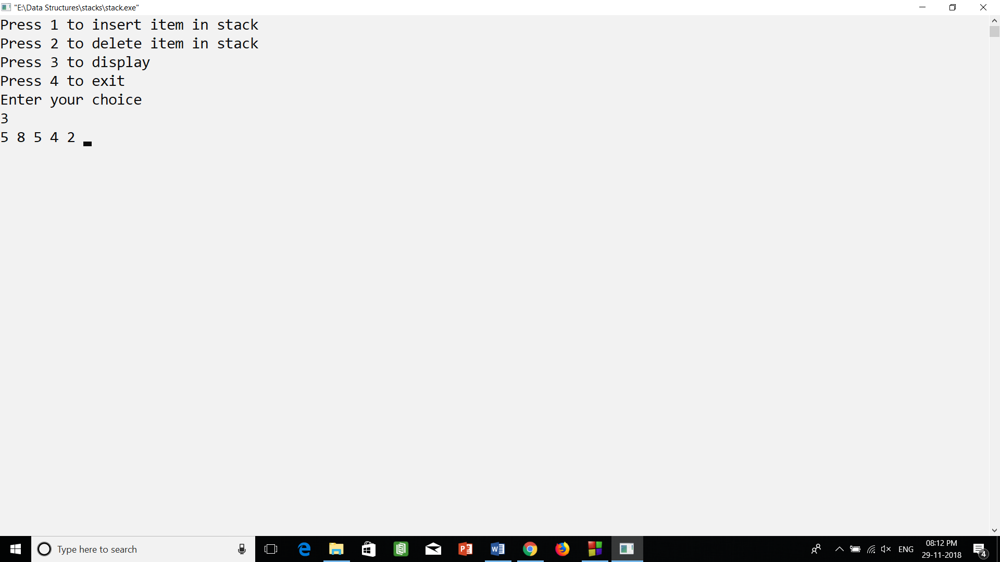 "E:\Data Structures\stacks\stack.exe"
Press 1 to insert item in stack
Press 2 to delete item in stack
Press 3 to display
Press 4 to exit
Enter your choice
3
5 8 5 4 2
Type here to search
ENG
08:12 PM
29-11-2018
4